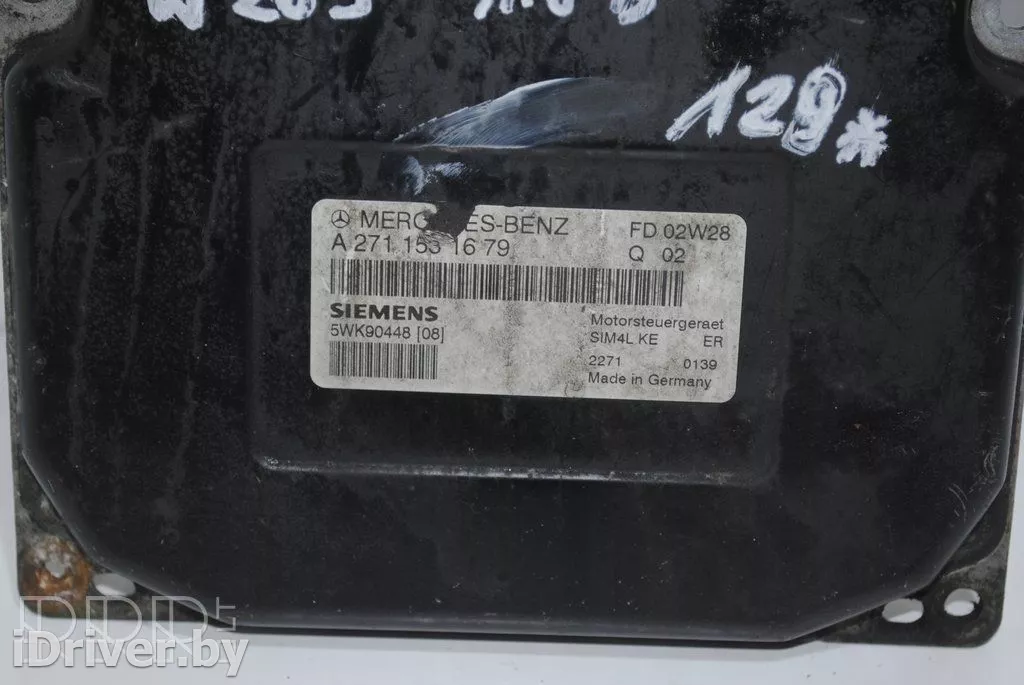 W 203
129*
MERCEDES-BENZ FD 02W28
A 271 153 16 79 Q 02
SIEMENS
5WK90448 [08]
Motorsteuergeraet
SIM4L KE ER
2271 0139
Made in Germany
iDriver.by